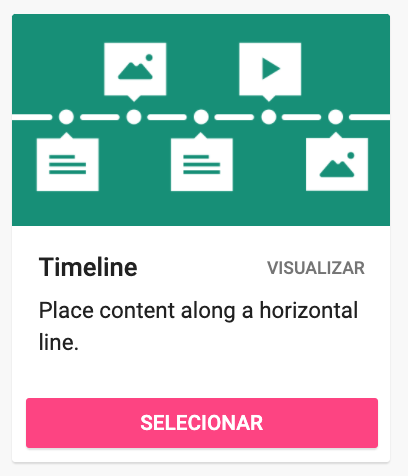 Timeline
VISUALIZAR
Place content along a horizontal
line.
SELECIONAR